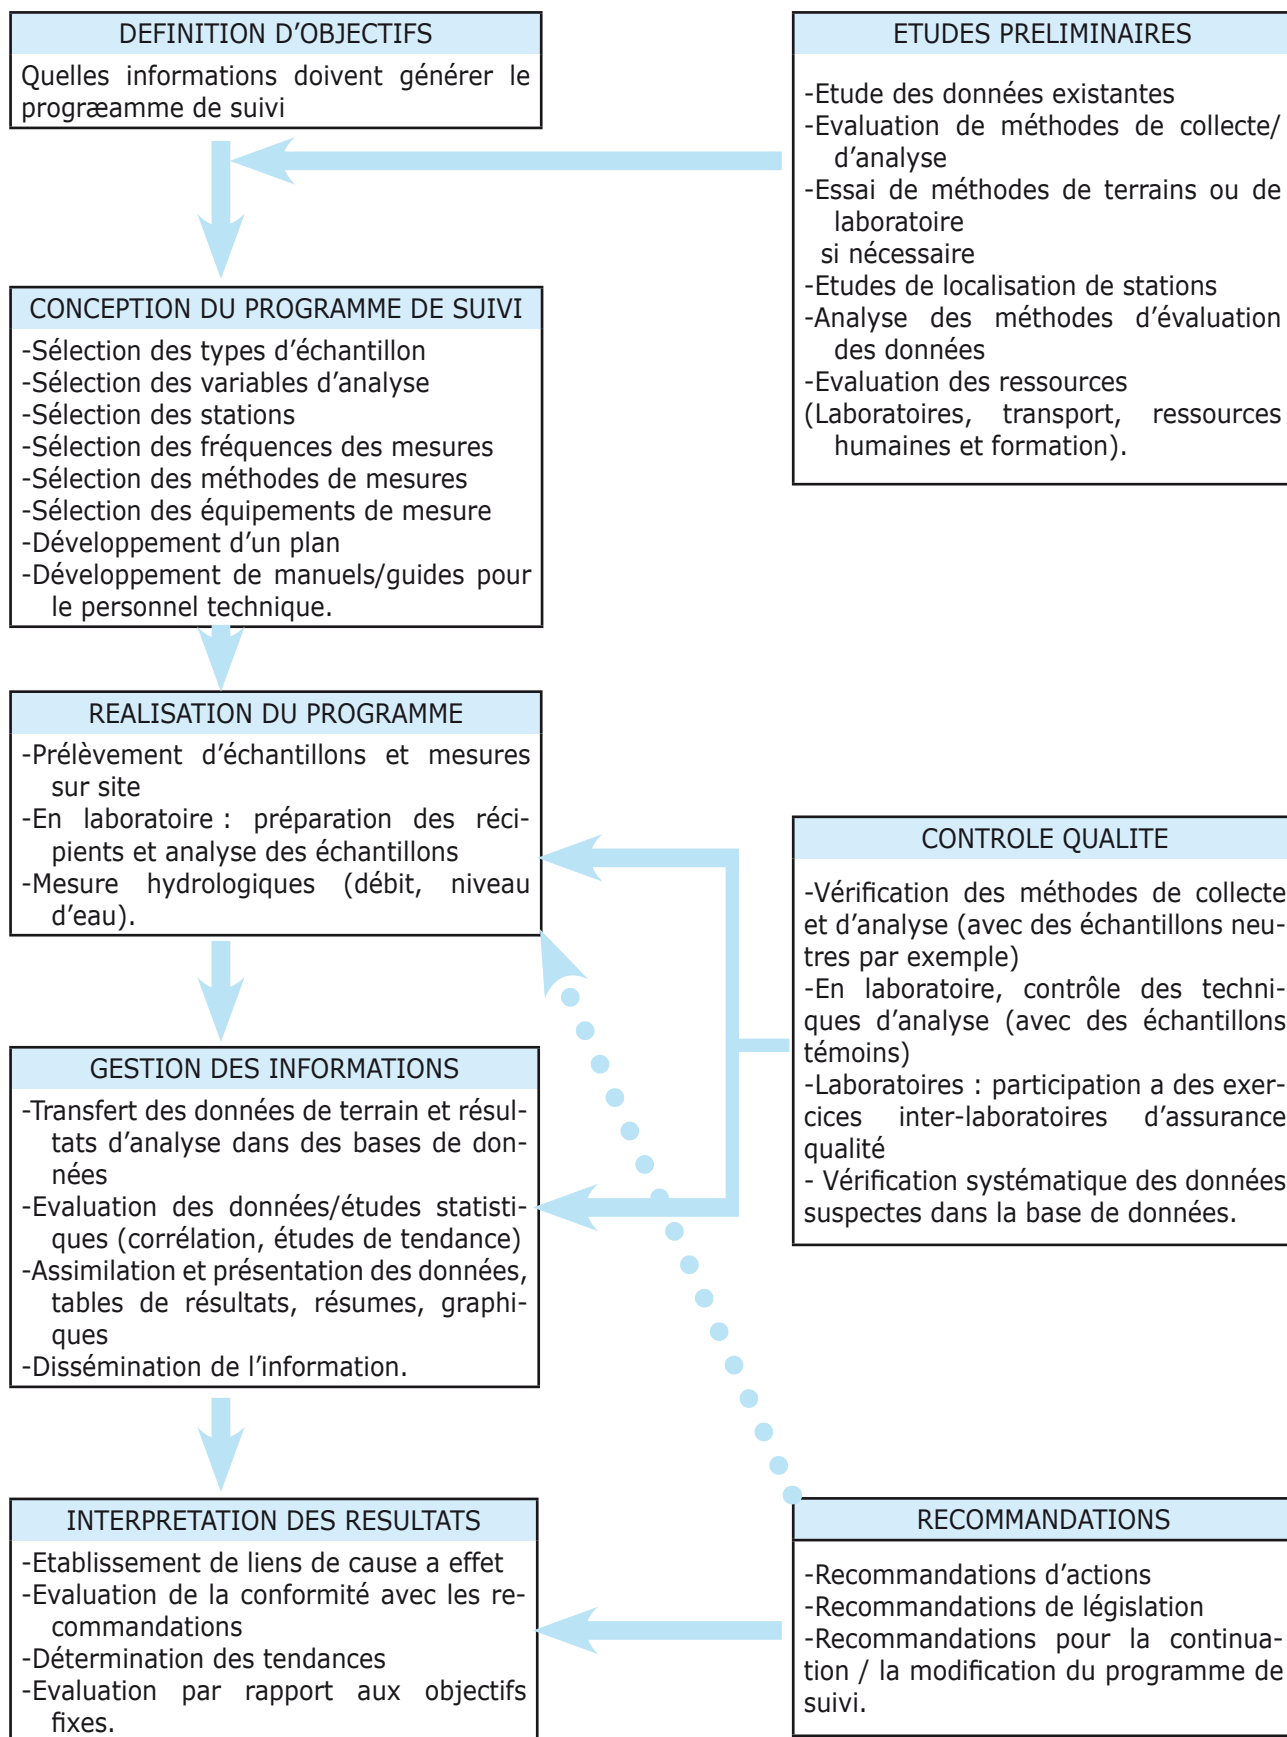 DEFINITION D’OBJECTIFS
Quelles informations doivent générer le
progræamme de suivi
ETUDES PRELIMINAIRES
-Etude des données existantes
-Evaluation de méthodes de collecte/
d’analyse
-Essai de méthodes de terrains ou de
laboratoire
si nécessaire
-Etudes de localisation de stations
-Analyse des méthodes d’évaluation
des données
-Evaluation des ressources
(Laboratoires, transport, ressources
humaines et formation).
CONCEPTION DU PROGRAMME DE SUIVI
-Sélection des types d’échantillon
-Sélection des variables d’analyse
-Sélection des stations
-Sélection des fréquences des mesures
-Sélection des méthodes de mesures
-Sélection des équipements de mesure
-Développement d’un plan
-Développement de manuels/guides pour
le personnel technique.
REALISATION DU PROGRAMME
-Prélèvement d’échantillons et mesures
sur site
-En laboratoire : préparation des réci-
pients et analyse des échantillons
-Mesure hydrologiques (débit, niveau
d’eau).
CONTROLE QUALITE
-Vérification des méthodes de collecte
et d’analyse (avec des échantillons neu-
tres par exemple)
-En laboratoire, contrôle des techni-
ques d’analyse (avec des échantillons
témoins)
-Laboratoires : participation a des exer-
cices inter-laboratoires d’assurance
qualité
- Vérification systématique des données
suspectes dans la base de données.
GESTION DES INFORMATIONS
-Transfert des données de terrain et résul-
tats d’analyse dans des bases de don-
nées
-Evaluation des données/études statisti-
ques (corrélation, études de tendance)
-Assimilation et présentation des données,
tables de résultats, résumes, graphi-
ques
-Dissémination de l’information.
INTERPRETATION DES RESULTATS
-Etablissement de liens de cause a effet
-Evaluation de la conformité avec les re-
commandations
-Détermination des tendances
-Evaluation par rapport aux objectifs
fixes.
RECOMMANDATIONS
-Recommandations d’actions
-Recommandations de législation
-Recommandations pour la continua-
tion / la modification du programme de
suivi.